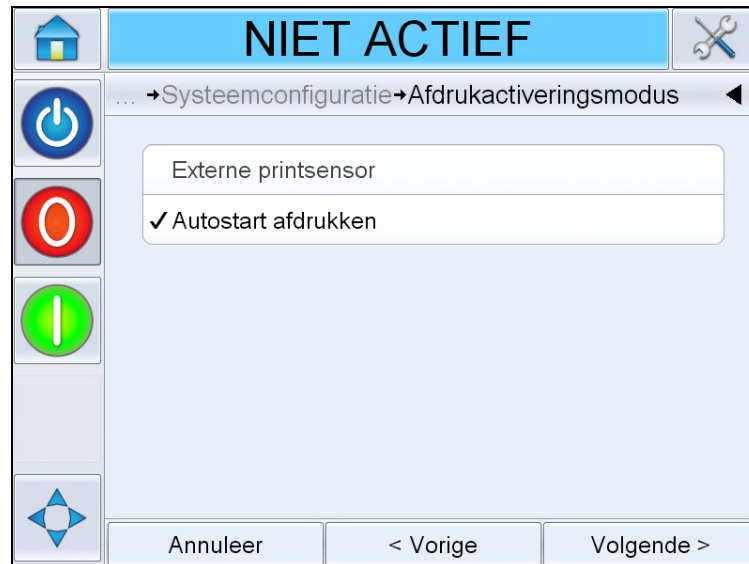 NIET ACTIEF
... →Systeemconfiguratie→Afdrukactiveringsmodus
Externe printsensor
✓ Autostart afdrukken
Annuleer
< Vorige
Volgende >